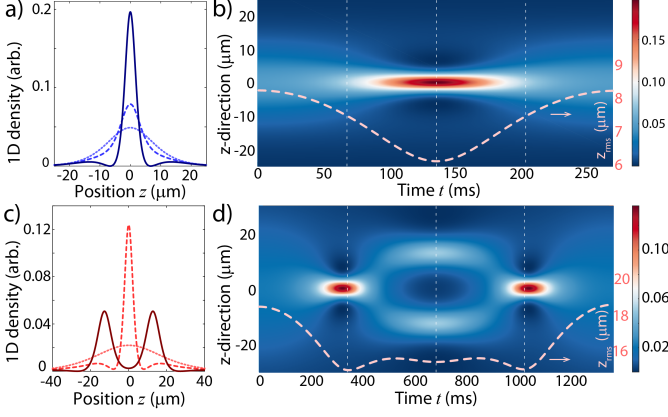 a)
1D density (arb.)
0.2
0.1
0
-20 -10 0 10 20
Position z (μm)
b)
z-direction (μm)
20
10
0
-10
-20
0 50 100 150 200 250
Time t (ms)
9
8
7
6
z_rms (μm)
0.15
0.10
0.05
c)
1D density (arb.)
0.12
0.08
0.04
0
-40 -20 0 20 40
Position z (μm)
d)
z-direction (μm)
20
0
-20
0 200 400 600 800 1000 1200
Time t (ms)
20
18
16
15
z_rms (μm)
0.10
0.06
0.02